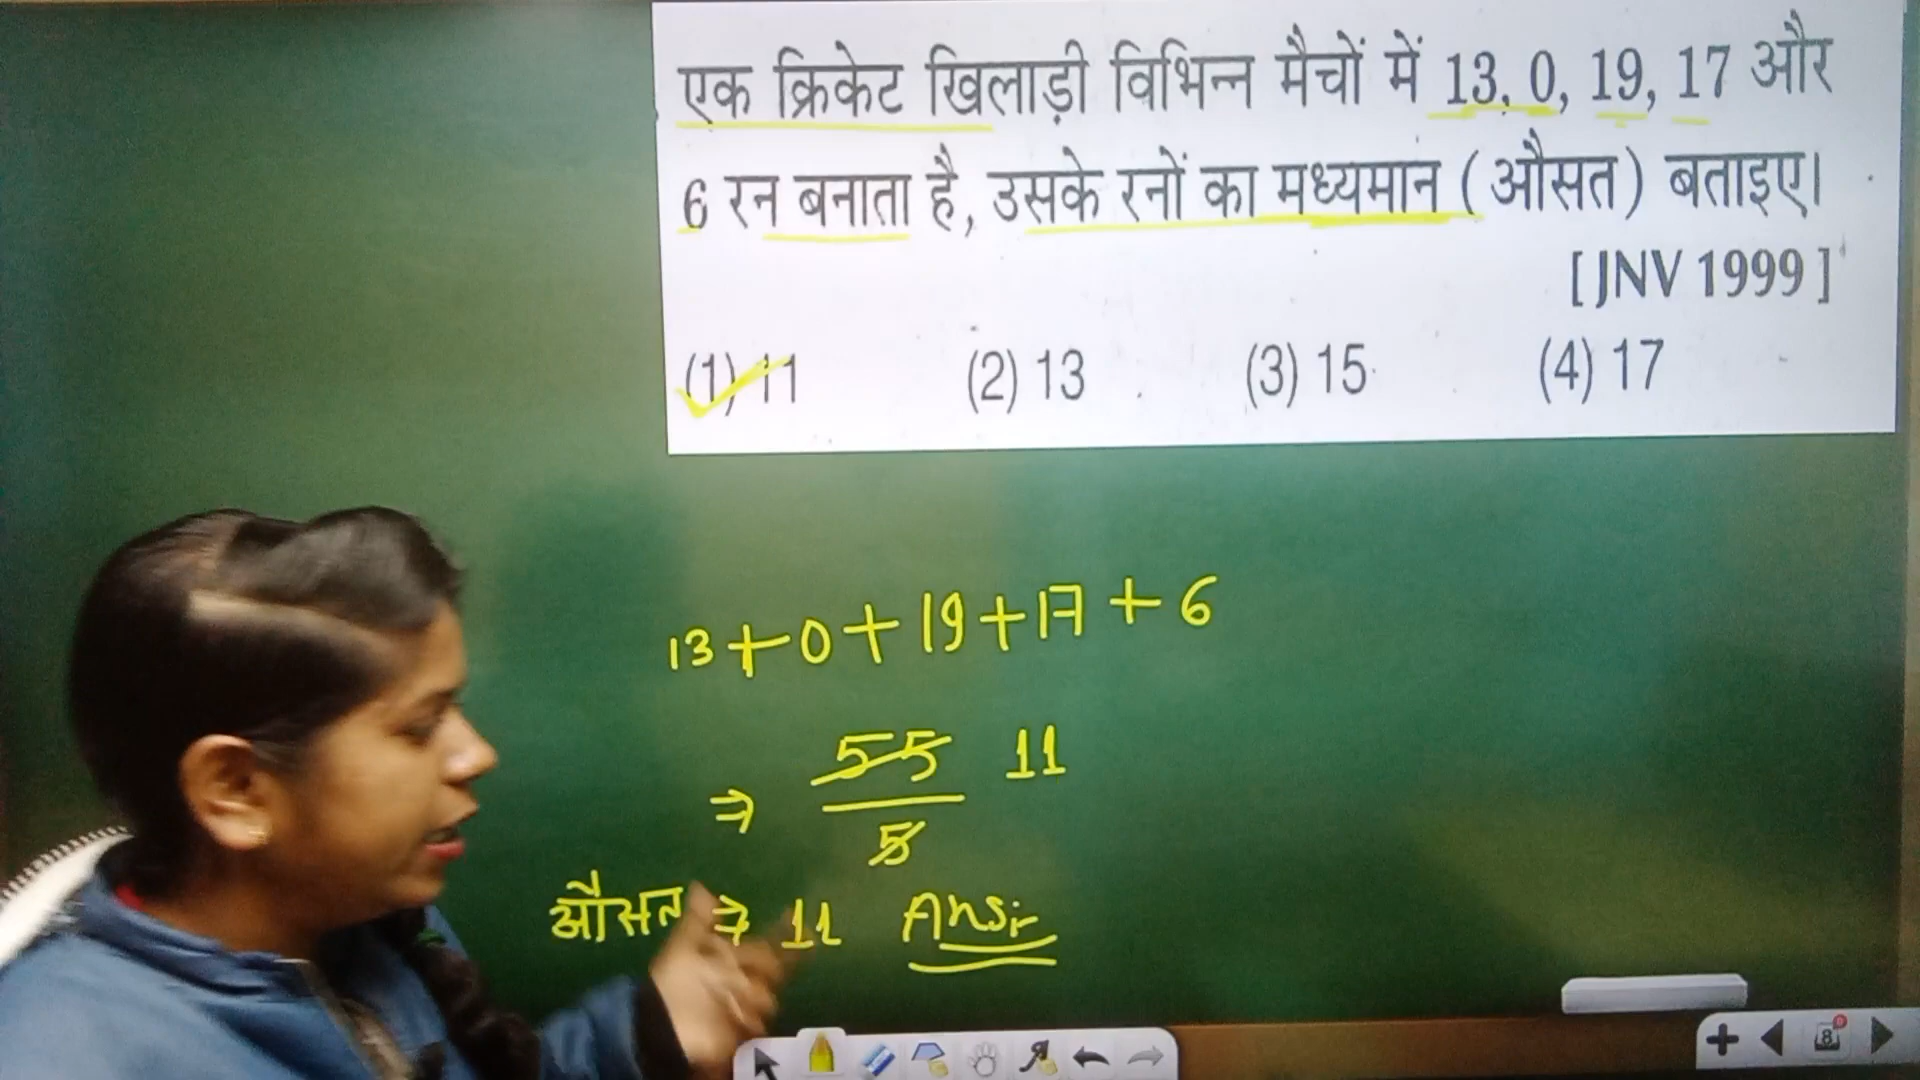 एक क्रिकेट खिलाड़ी विभिन्न मैचों में 13, 0, 19, 17 और
6 रन बनाता है, उसके रनों का मध्यमान (औसत) बताइए।
[JNV 1999]
(1) 11 (2) 13 (3) 15 (4) 17
13+0+19+17+6
⇒ 55/5 11
औसत ⇒ 11 Ans:
8